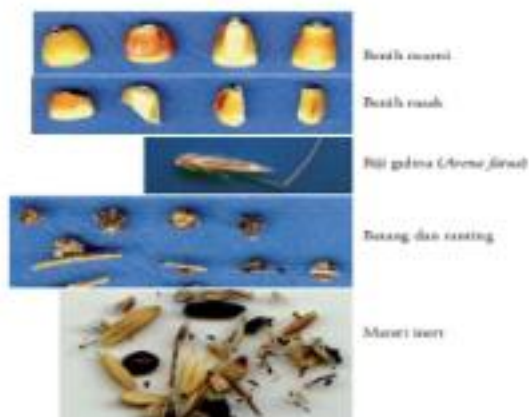 Benih murni
Benih rusak
Biji gulma (Avena fatua)
Batang dan ranting
Materi inert